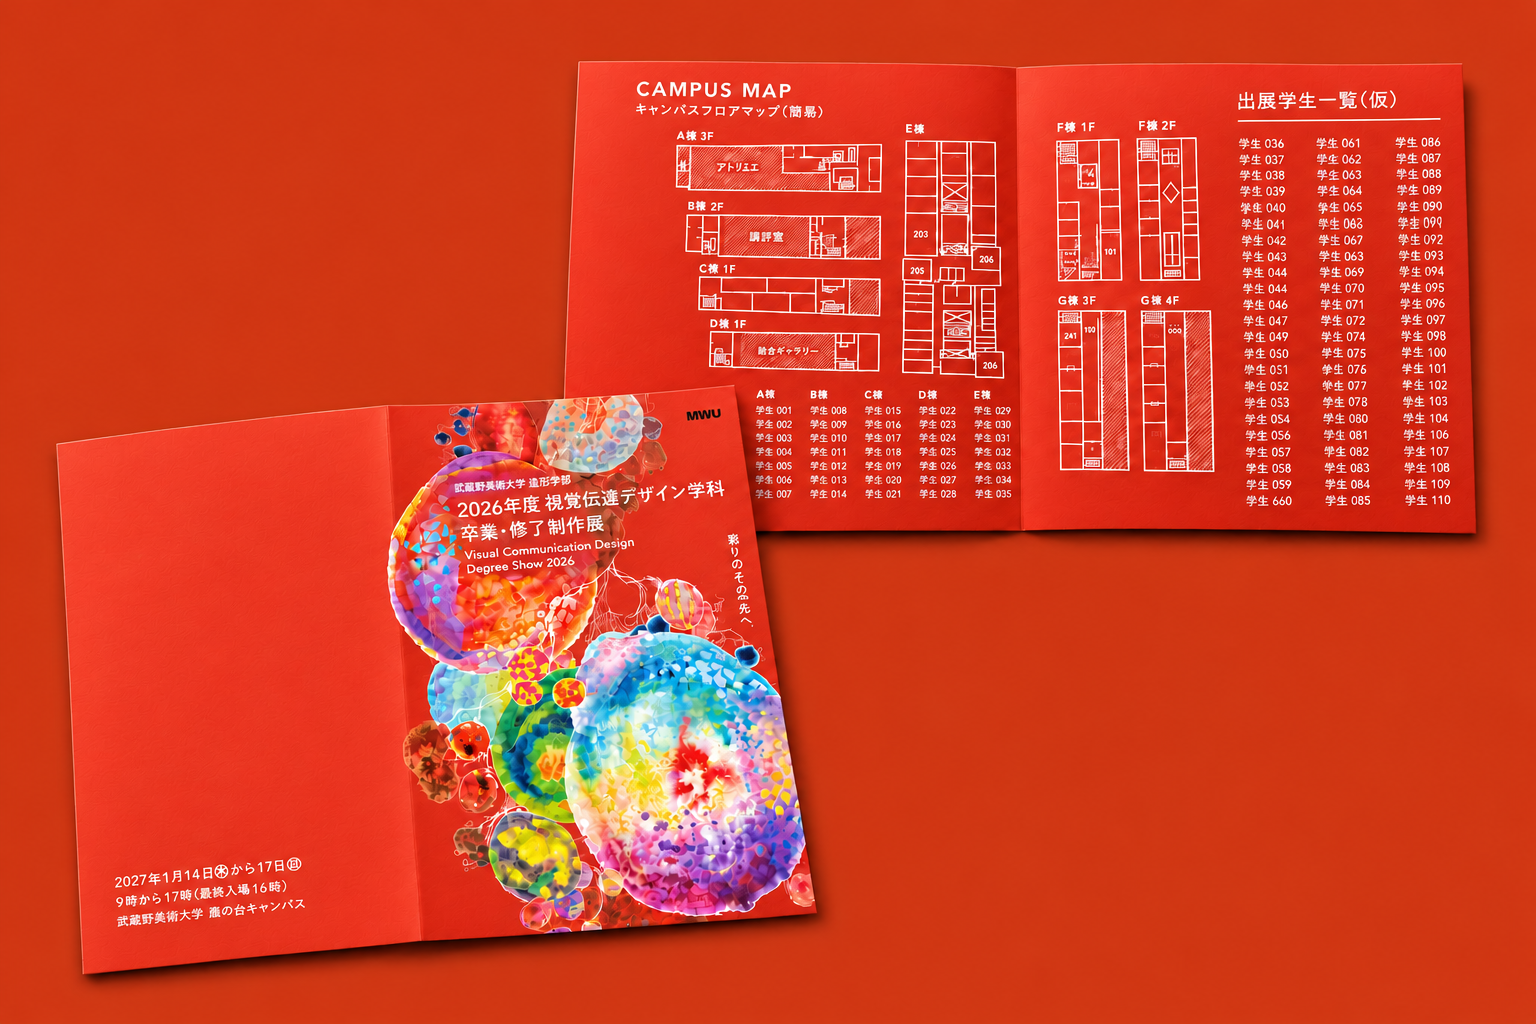 CAMPUS MAP
キャンパスフロアマップ(簡易)
A棟 3F
アトリエ
B棟 2F
講評室
C棟 1F
D棟 1F
融合ギャラリー
E棟
203
205
206
206
A棟 B棟 C棟 D棟 E棟
学生 001 学生 008 学生 015 学生 022 学生 029
学生 002 学生 009 学生 016 学生 023 学生 030
学生 003 学生 010 学生 017 学生 024 学生 031
学生 004 学生 011 学生 018 学生 025 学生 032
学生 005 学生 012 学生 019 学生 026 学生 033
学生 006 学生 013 学生 020 学生 027 学生 034
学生 007 学生 014 学生 021 学生 028 学生 035
F棟 1F
101
F棟 2F
G棟 3F
241 100
G棟 4F
出展学生一覧(仮)
学生 036 学生 061 学生 086
学生 037 学生 062 学生 087
学生 038 学生 063 学生 088
学生 039 学生 064 学生 089
学生 040 学生 065 学生 090
学生 041 学生 学生
学生 042 学生 067 学生 092
学生 043 学生 063 学生 093
学生 044 学生 069 学生 094
学生 044 学生 070 学生 095
学生 046 学生 071 学生 096
学生 047 学生 072 学生 097
学生 049 学生 074 学生 098
学生 050 学生 075 学生 100
学生 051 学生 076 学生 101
学生 052 学生 077 学生 102
学生 053 学生 078 学生 103
学生 054 学生 080 学生 104
学生 056 学生 081 学生 106
学生 057 学生 082 学生 107
学生 058 学生 083 学生 108
学生 059 学生 084 学生 109
学生 660 学生 085 学生 110
MWU
武蔵野美術大学 造形学部
2026年度 視覚伝達デザイン学科
卒業・修了制作展
Visual Communication Design
Degree Show 2026
彩りのその先へ、
2027年1月14日㊍から17日㊐
9時から17時(最終入場16時)
武蔵野美術大学 鷹の台キャンパス